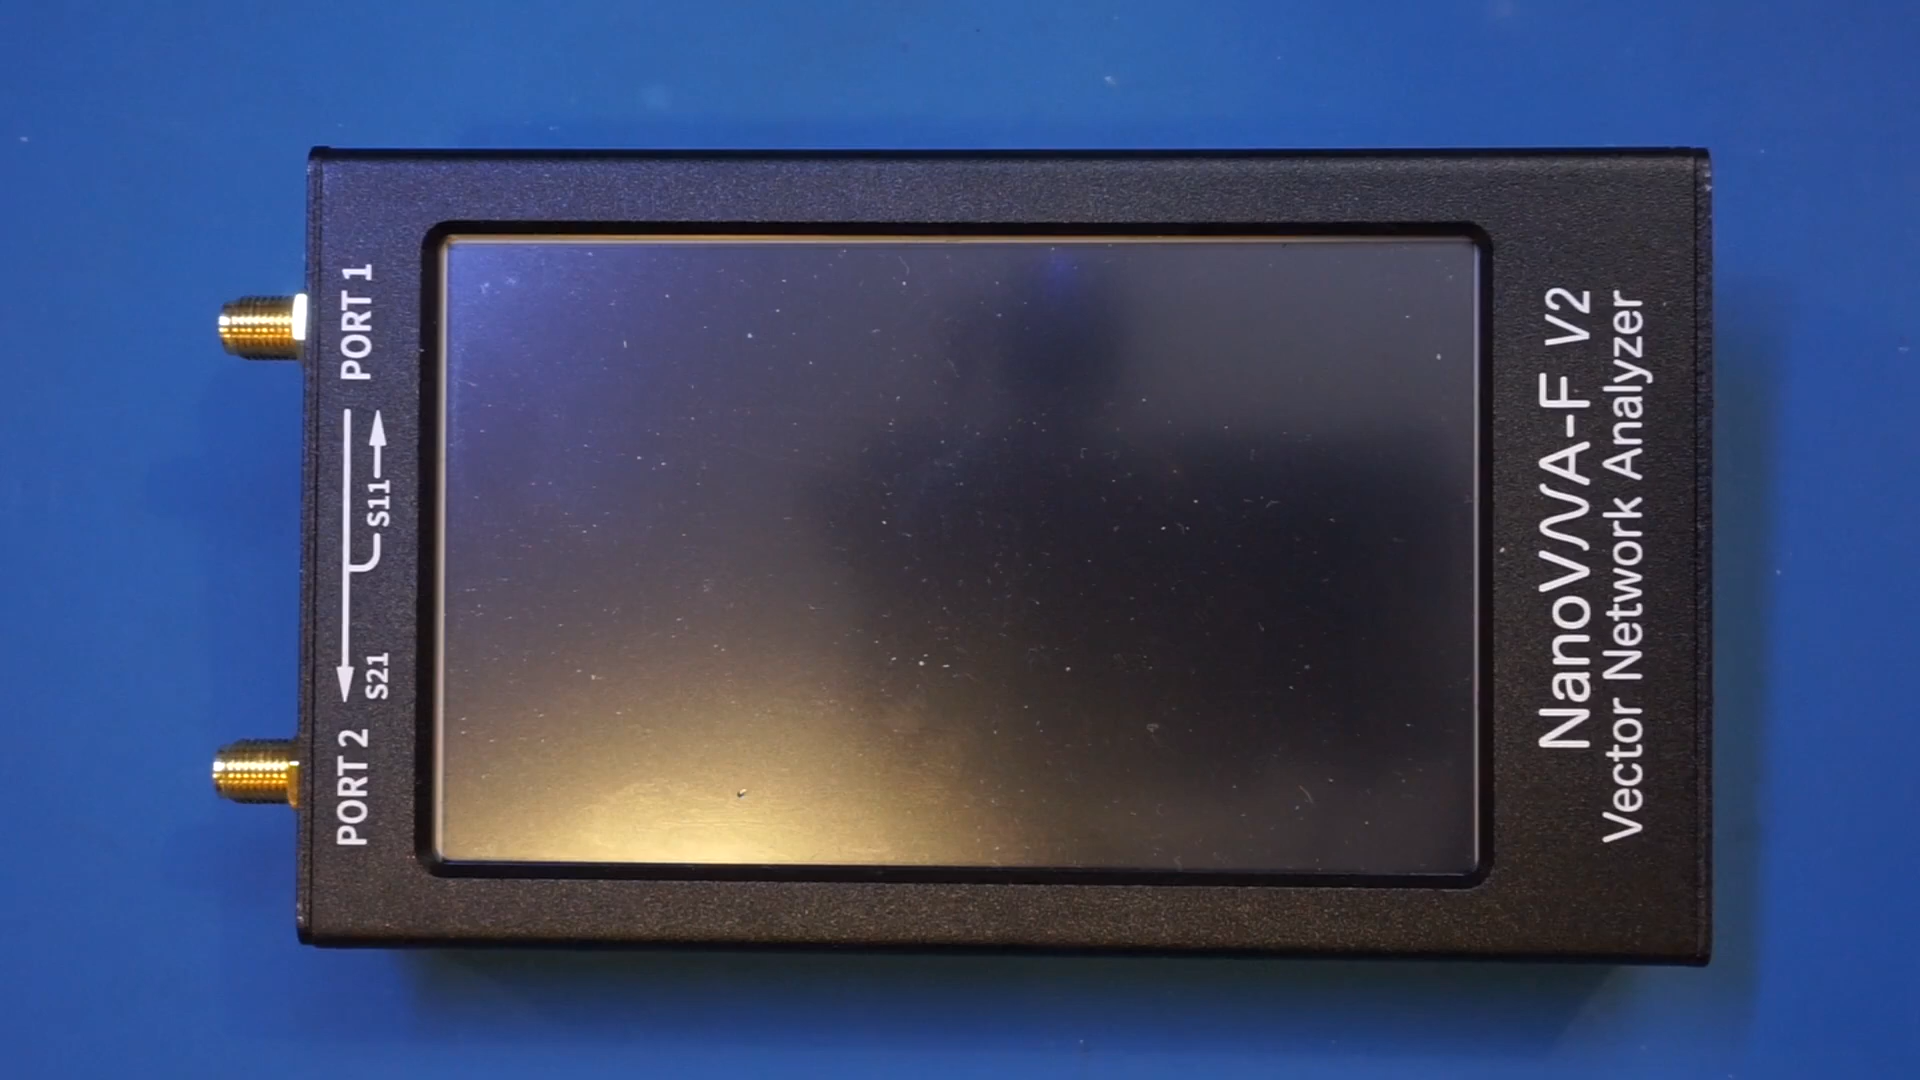 PORT 1
S11
S21
PORT 2
NanoVNA-F V2
Vector Network Analyzer